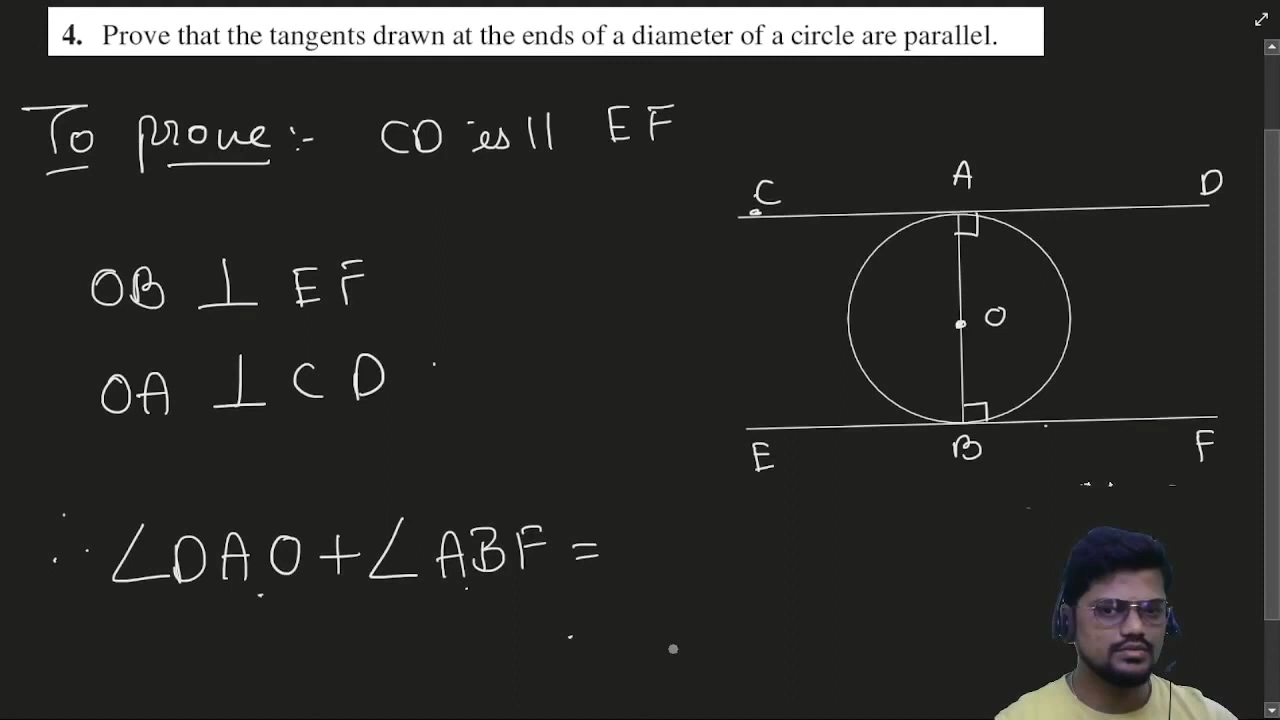 4. Prove that the tangents drawn at the ends of a diameter of a circle are parallel.
To prove :- CD is || EF
C A D
OB ⊥ EF
O
OA ⊥ CD
E B F
∴ ∠DAO + ∠ABF =